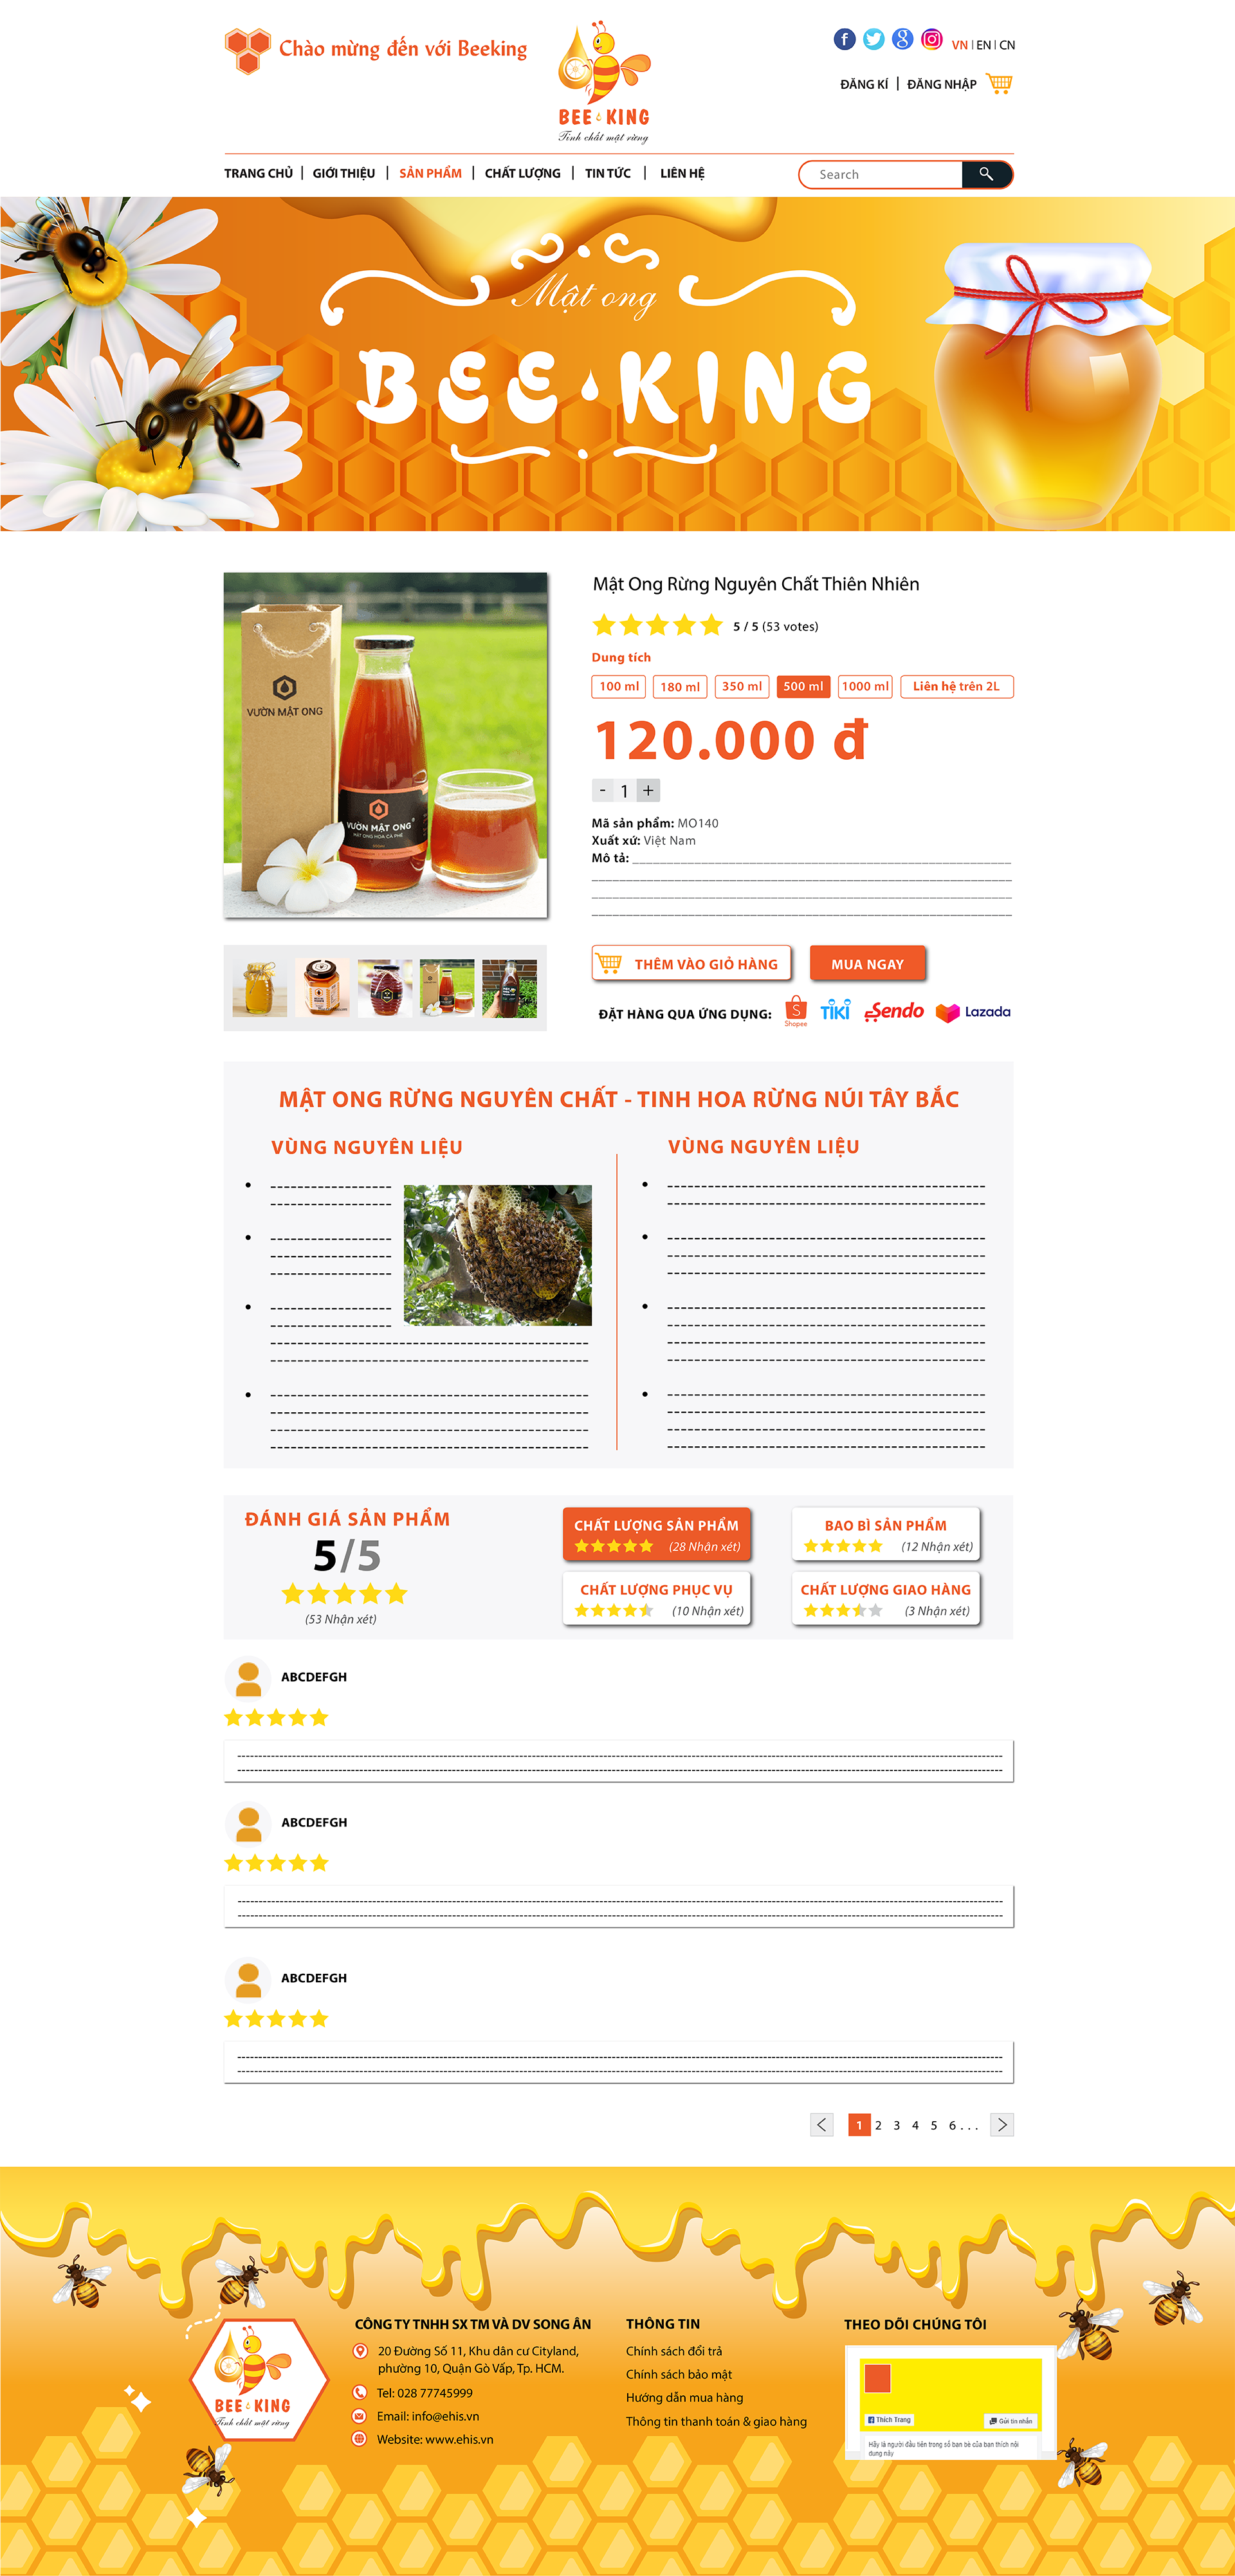 Chào mừng đến với Beeking
BEE KING
Tinh chất mật rừng
f
g
VN | EN | CN
ĐĂNG KÍ | ĐĂNG NHẬP
TRANG CHỦ | GIỚI THIỆU | SẢN PHẨM | CHẤT LƯỢNG | TIN TỨC | LIÊN HỆ
Search
Mật ong
BEE KING
VƯỜN MẬT ONG
VƯỜN MẬT ONG
MẬT ONG HOA CÀ PHÊ
Mật Ong Rừng Nguyên Chất Thiên Nhiên
5 / 5 (53 votes)
Dung tích
100 ml 180 ml 350 ml 500 ml 1000 ml Liên hệ trên 2L
120.000 đ
- 1 +
Mã sản phẩm: MO140
Xuất xứ: Việt Nam
Mô tả:
THÊM VÀO GIỎ HÀNG MUA NGAY
ĐẶT HÀNG QUA ỨNG DỤNG: Shopee TIKI Sendo Lazada
MẬT ONG RỪNG NGUYÊN CHẤT - TINH HOA RỪNG NÚI TÂY BẮC
VÙNG NGUYÊN LIỆU
VÙNG NGUYÊN LIỆU
ĐÁNH GIÁ SẢN PHẨM
5/5
(53 Nhận xét)
CHẤT LƯỢNG SẢN PHẨM
(28 Nhận xét)
BAO BÌ SẢN PHẨM
(12 Nhận xét)
CHẤT LƯỢNG PHỤC VỤ
(10 Nhận xét)
CHẤT LƯỢNG GIAO HÀNG
(3 Nhận xét)
ABCDEFGH
ABCDEFGH
ABCDEFGH
< 1 2 3 4 5 6 . . . >
BEE KING
Tinh chất mật rừng
CÔNG TY TNHH SX TM VÀ DV SONG ÂN
20 Đường Số 11, Khu dân cư Cityland,
phường 10, Quận Gò Vấp, Tp. HCM.
Tel: 028 77745999
Email: info@ehis.vn
Website: www.ehis.vn
THÔNG TIN
Chính sách đổi trả
Chính sách bảo mật
Hướng dẫn mua hàng
Thông tin thanh toán & giao hàng
THEO DÕI CHÚNG TÔI
Thích Trang
Gửi tin nhắn
Hãy là người đầu tiên trong số bạn bè của bạn thích nội
dung này